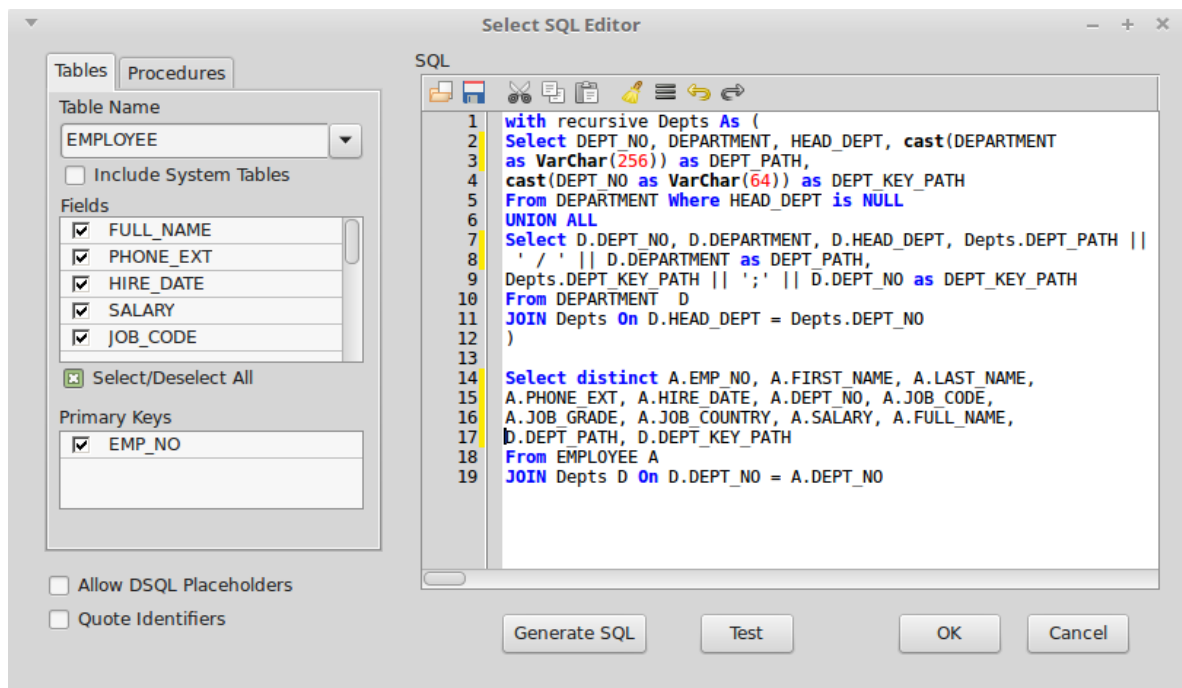 Select SQL Editor
Tables Procedures
Table Name
EMPLOYEE
Include System Tables
Fields
FULL_NAME
PHONE_EXT
HIRE_DATE
SALARY
JOB_CODE
Select/Deselect All
Primary Keys
EMP_NO
Allow DSQL Placeholders
Quote Identifiers
SQL
1 with recursive Depts As (
2 Select DEPT_NO, DEPARTMENT, HEAD_DEPT, cast(DEPARTMENT
3 as VarChar(256)) as DEPT_PATH,
4 cast(DEPT_NO as VarChar(64)) as DEPT_KEY_PATH
5 From DEPARTMENT Where HEAD_DEPT is NULL
6 UNION ALL
7 Select D.DEPT_NO, D.DEPARTMENT, D.HEAD_DEPT, Depts.DEPT_PATH ||
8 ' / ' || D.DEPARTMENT as DEPT_PATH,
9 Depts.DEPT_KEY_PATH || ';' || D.DEPT_NO as DEPT_KEY_PATH
10 From DEPARTMENT  D
11 JOIN Depts On D.HEAD_DEPT = Depts.DEPT_NO
12 )
13
14 Select distinct A.EMP_NO, A.FIRST_NAME, A.LAST_NAME,
15 A.PHONE_EXT, A.HIRE_DATE, A.DEPT_NO, A.JOB_CODE,
16 A.JOB_GRADE, A.JOB_COUNTRY, A.SALARY, A.FULL_NAME,
17 D.DEPT_PATH, D.DEPT_KEY_PATH
18 From EMPLOYEE A
19 JOIN Depts D On D.DEPT_NO = A.DEPT_NO
Generate SQL Test OK Cancel